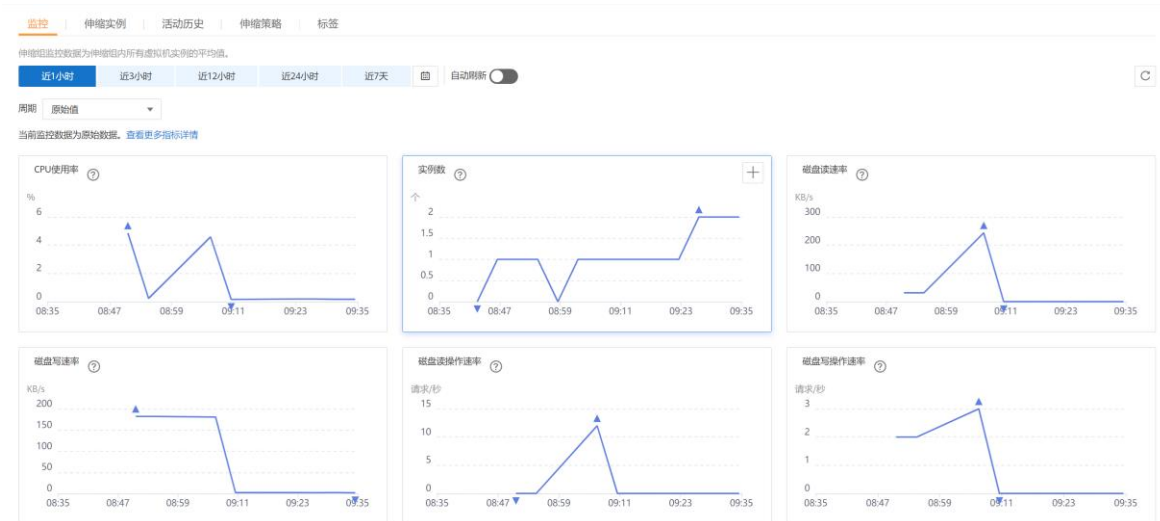 监控 伸缩实例 活动历史 伸缩策略 标签
伸缩组监控数据为伸缩组内所有虚拟机实例的平均值。
近1小时 近3小时 近12小时 近24小时 近7天 自动刷新
周期 原始值
当前监控数据为原始数据。查看更多指标详情
CPU使用率
%
6
4
2
0
08:35 08:47 08:59 09:11 09:23 09:35
实例数
个
2
1.5
1
0.5
0
08:35 08:47 08:59 09:11 09:23 09:35
磁盘读速率
KB/s
300
200
100
0
08:35 08:47 08:59 09:11 09:23 09:35
磁盘写速率
KB/s
200
150
100
50
0
08:35 08:47 08:59 09:11 09:23 09:35
磁盘读操作速率
请求/秒
15
10
5
0
08:35 08:47 08:59 09:11 09:23 09:35
磁盘写操作速率
请求/秒
3
2
1
0
08:35 08:47 08:59 09:11 09:23 09:35